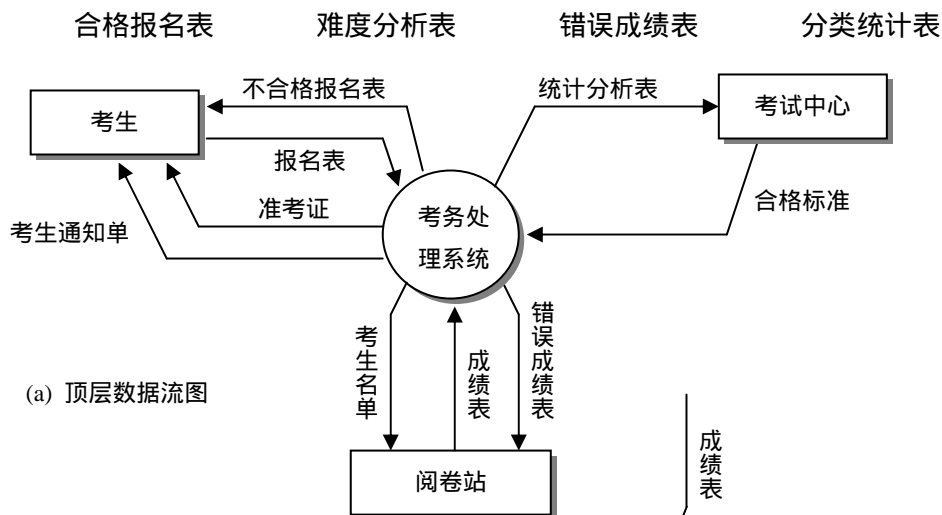 合格报名表 难度分析表 错误成绩表 分类统计表
不合格报名表
统计分析表
考生
考试中心
报名表
准考证
考务处
理系统
合格标准
考生通知单
考生名单
成绩表
错误成绩表
(a) 顶层数据流图
成绩表
阅卷站